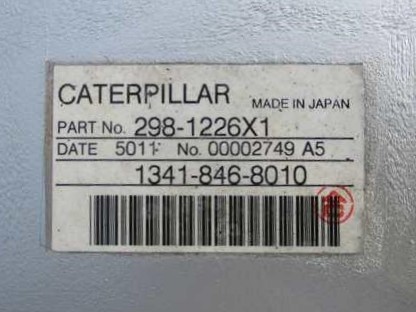 CATERPILLAR MADE IN JAPAN
PART No. 298-1226X1
DATE 5011 No. 00002749 A5
1341-846-8010